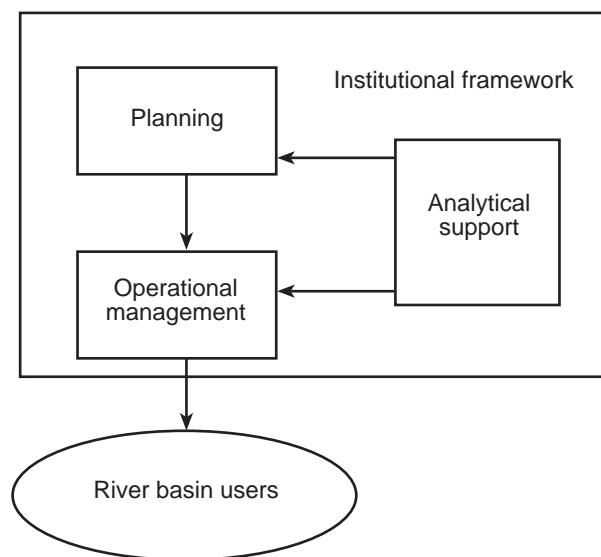 Institutional framework
Planning
Analytical
support
Operational
management
River basin users